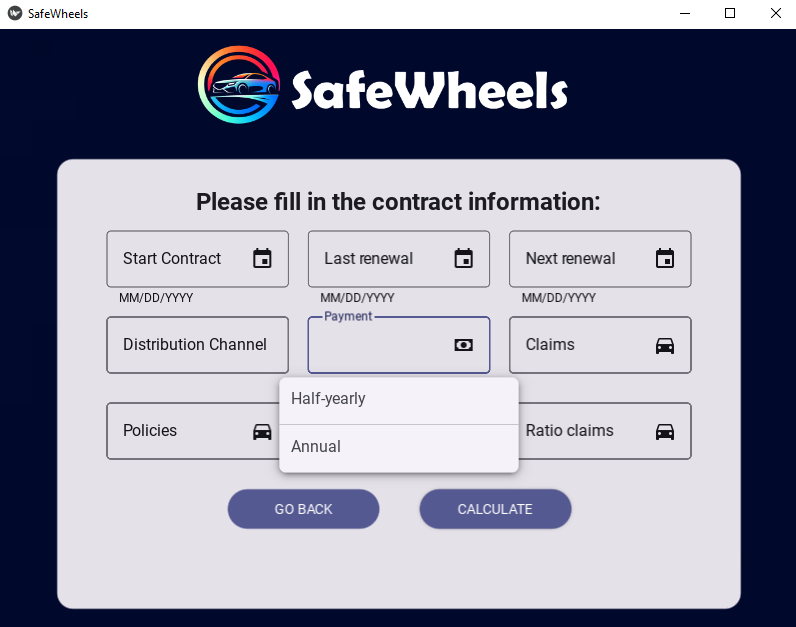 SafeWheels
SafeWheels
Please fill in the contract information:
Start Contract
Last renewal
Next renewal
MM/DD/YYYY
MM/DD/YYYY
MM/DD/YYYY
Distribution Channel
Payment
Claims
Half-yearly
Annual
Policies
Ratio claims
GO BACK
CALCULATE